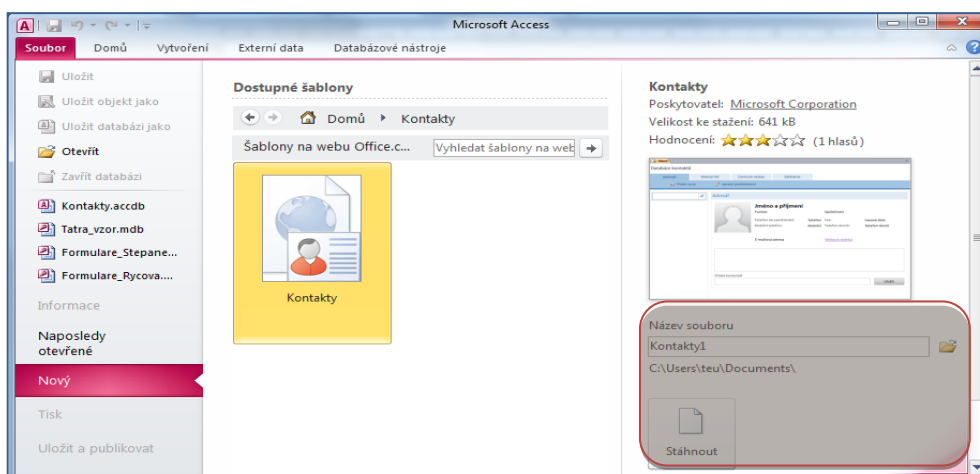 Microsoft Access
Soubor Domů Vytvoření Externí data Databázové nástroje
Uložit
Uložit objekt jako
Uložit databázi jako
Otevřít
Zavřít databázi
Kontakty.accdb
Tatra_vzor.mdb
Formulare_Stepane...
Formulare_Rycova....
Informace
Naposledy
otevřené
Nový
Tisk
Uložit a publikovat
Dostupné šablony
Domů Kontakty
Šablony na webu Office.c... Vyhledat šablony na web
Kontakty
Kontakty
Poskytovatel: Microsoft Corporation
Velikost ke stažení: 641 kB
Hodnocení: (1 hlasů)
Jméno a příjmení
Název souboru
Kontakty1
C:\Users\teu\Documents\
Stáhnout